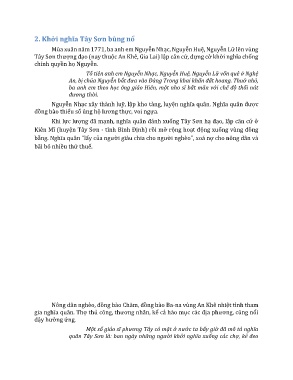 2. Khởi nghĩa Tây Sơn bùng nổ
Mùa xuân năm 1771, ba anh em Nguyễn Nhạc, Nguyễn Huệ, Nguyễn Lữ lên vùng
Tây Sơn thượng đạo (nay thuộc An Khê, Gia Lai) lập căn cứ, dựng cờ khởi nghĩa chống
chính quyền họ Nguyễn.
Tổ tiên anh em Nguyễn Nhạc, Nguyễn Huệ, Nguyễn Lữ vốn quê ở Nghệ
An, bị chúa Nguyễn bắt đưa vào Đàng Trong khai khẩn đất hoang. Thuở nhỏ,
ba anh em theo học ông giáo Hiến, một nho sĩ bất mãn với chế độ thối nát
đương thời.
Nguyễn Nhạc xây thành luỹ, lập kho tàng, luyện nghĩa quân. Nghĩa quân được
đồng bào thiểu số ủng hộ lương thực, voi ngựa.
Khi lực lượng đã mạnh, nghĩa quân đánh xuống Tây Sơn hạ đạo, lập căn cứ ở
Kiên Mĩ (huyện Tây Sơn - tỉnh Bình Định) rồi mở rộng hoạt động xuống vùng đồng
bằng. Nghĩa quân "lấy của người giàu chia cho người nghèo", xoá nợ cho nông dân và
bãi bỏ nhiều thứ thuế.
Nông dân nghèo, đồng bào Chăm, đồng bào Ba-na vùng An Khê nhiệt tình tham
gia nghĩa quân. Thợ thủ công, thương nhân, kể cả hào mục các địa phương, cũng nổi
dậy hưởng ứng.
Một số giáo sĩ phương Tây có mặt ở nước ta bấy giờ đã mô tả nghĩa
quân Tây Sơn là: ban ngày những người khởi nghĩa xuống các chợ, kẻ đeo